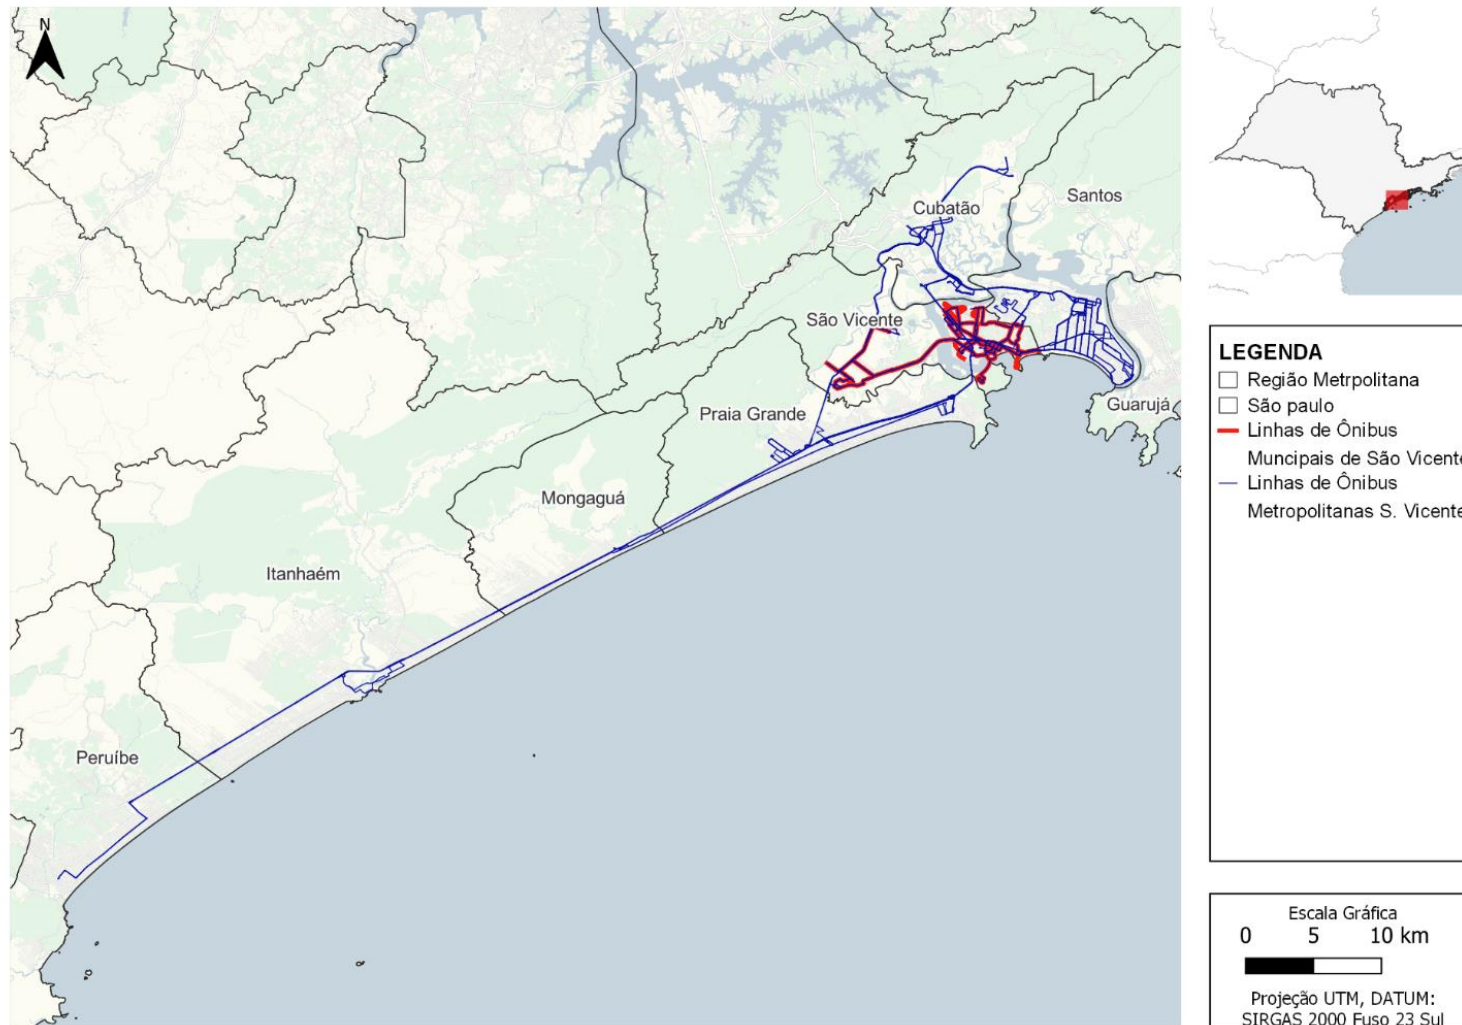 N
Santos
Cubatão
São Vicente
Guarujá
Praia Grande
Mongaguá
Itanhaém
Peruíbe
LEGENDA
Região Metrpolitana
São paulo
Linhas de Ônibus
Muncipais de São Vicente
Linhas de Ônibus
Metropolitanas S. Vicente
Escala Gráfica
0 5 10 km
Projeção UTM, DATUM:
SIRGAS 2000 Fuso 23 Sul